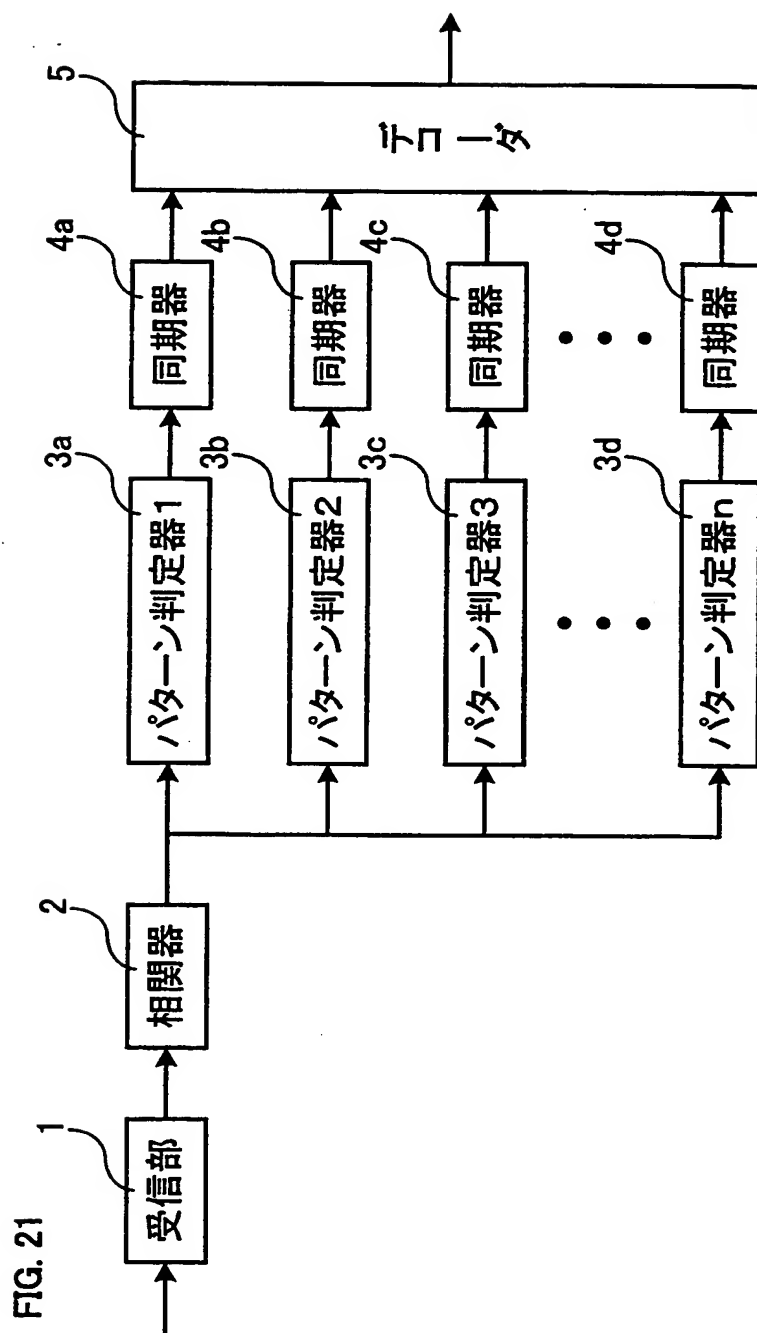 FIG. 21
1
受信部
2
相関器
3a
パターン判定器1
4a
同期器
3b
パターン判定器2
4b
同期器
3c
パターン判定器3
4c
同期器
3d
パターン判定器n
4d
同期器
5
デコーダ